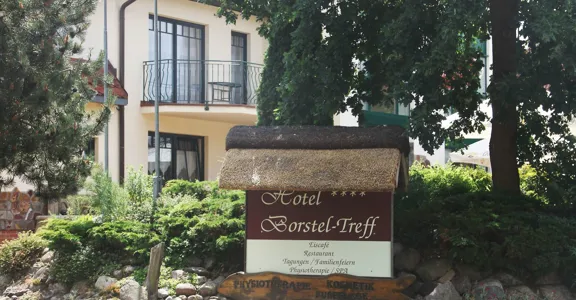 Hotel ****
Borstel-Treff
Eiscafé
Restaurant
Tagungen / Familienfeiern
Physiotherapie / SPA
PHYSIOTHERAPIE KOSMETIK